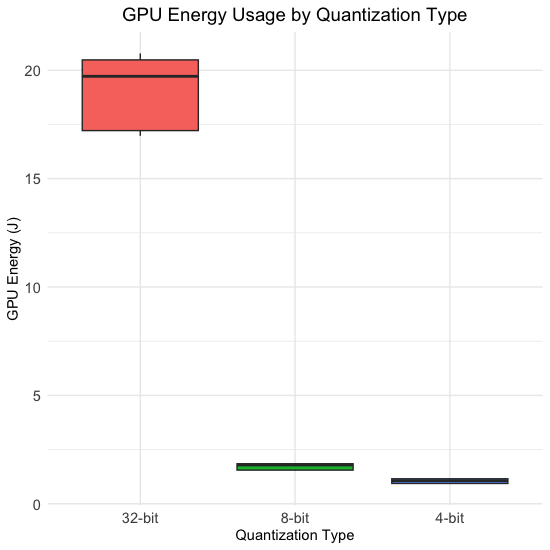 GPU Energy Usage by Quantization Type
GPU Energy (J)
20
15
10
5
0
32-bit 8-bit 4-bit
Quantization Type